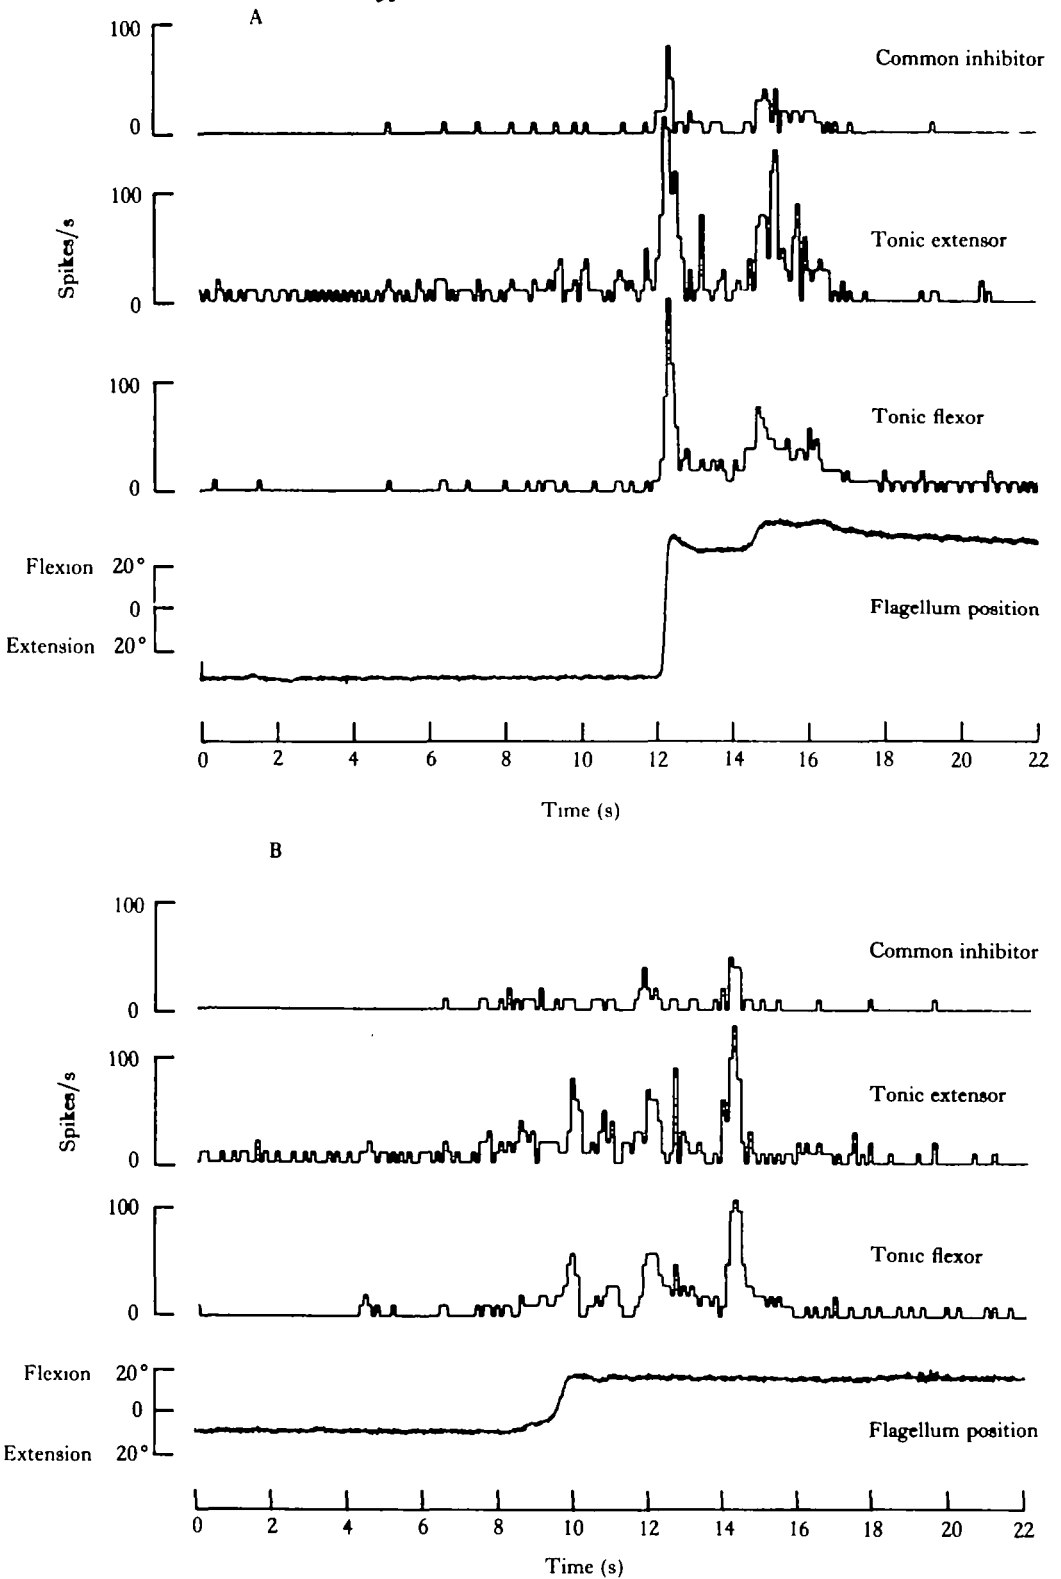 A
100
0
Common inhibitor
Spikes/s
100
0
Tonic extensor
100
0
Tonic flexor
Flexion 20°
0
Extension 20°
Flagellum position
0 2 4 6 8 10 12 14 16 18 20 22
Time (s)
B
100
0
Common inhibitor
Spikes/s
100
0
Tonic extensor
100
0
Tonic flexor
Flexion 20°
0
Extension 20°
Flagellum position
0 2 4 6 8 10 12 14 16 18 20 22
Time (s)